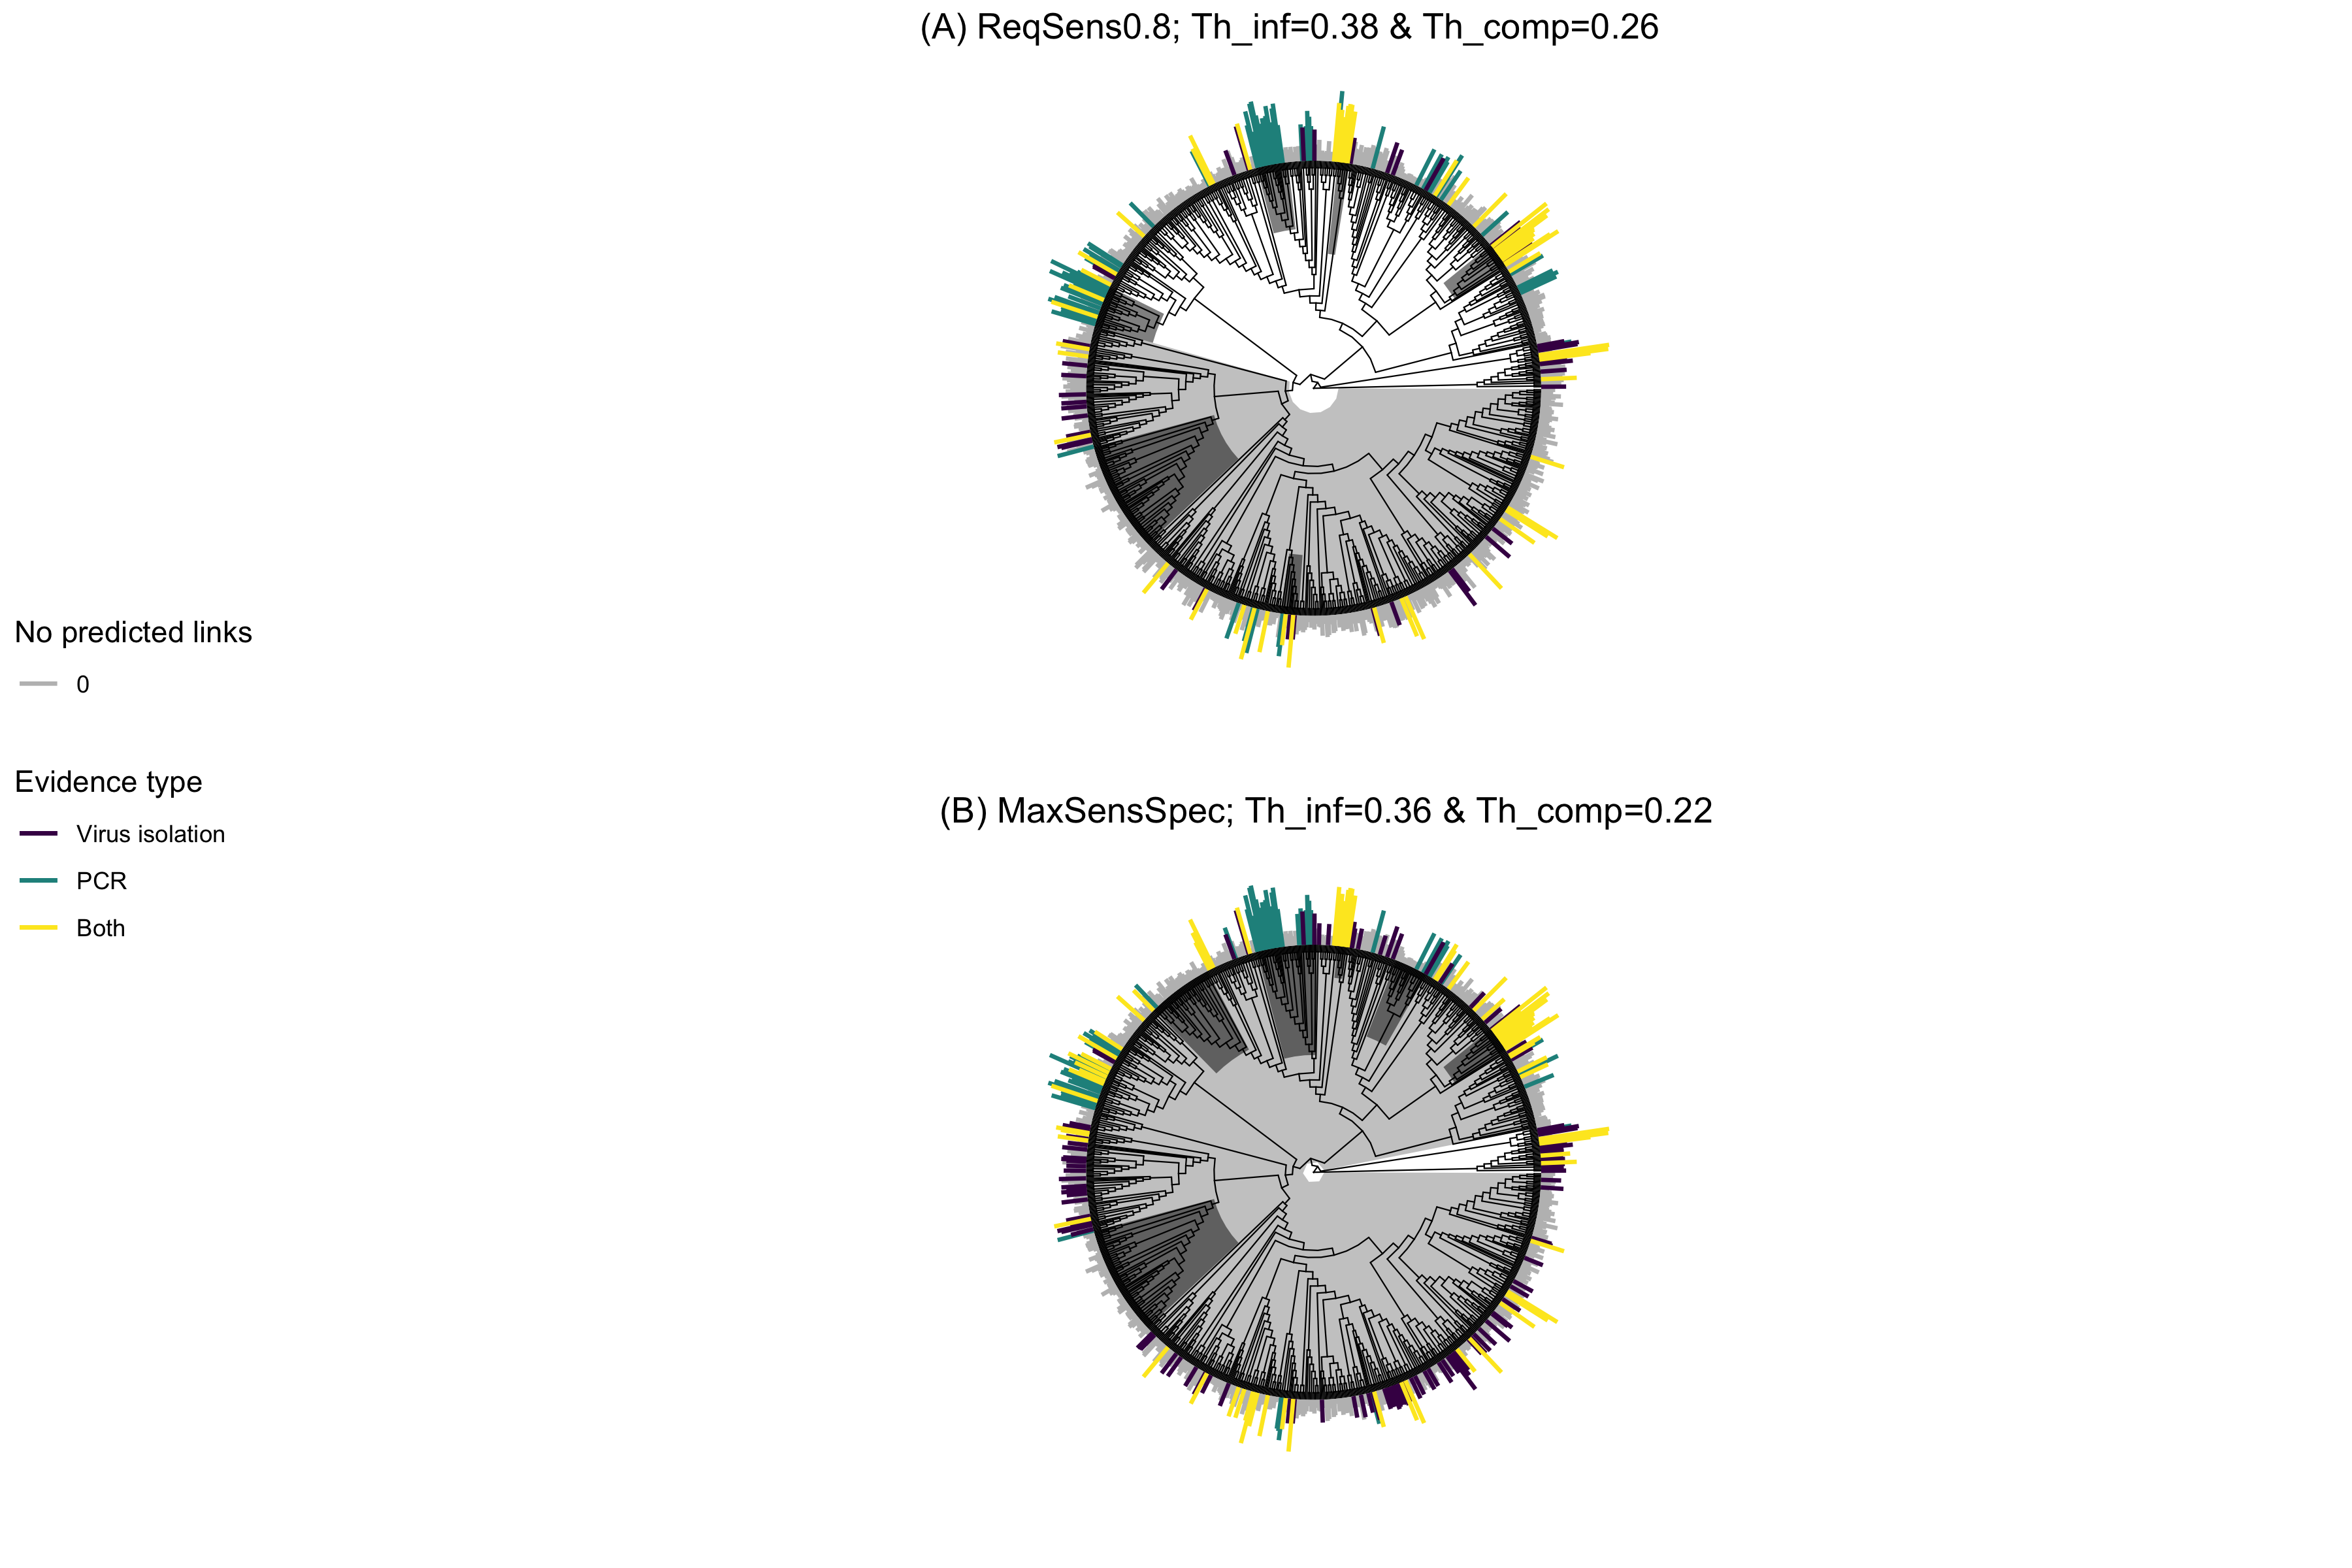 (A) ReqSens0.8; Th_inf=0.38 & Th_comp=0.26
No predicted links
0
Evidence type
Virus isolation
PCR
Both
(B) MaxSensSpec; Th_inf=0.36 & Th_comp=0.22